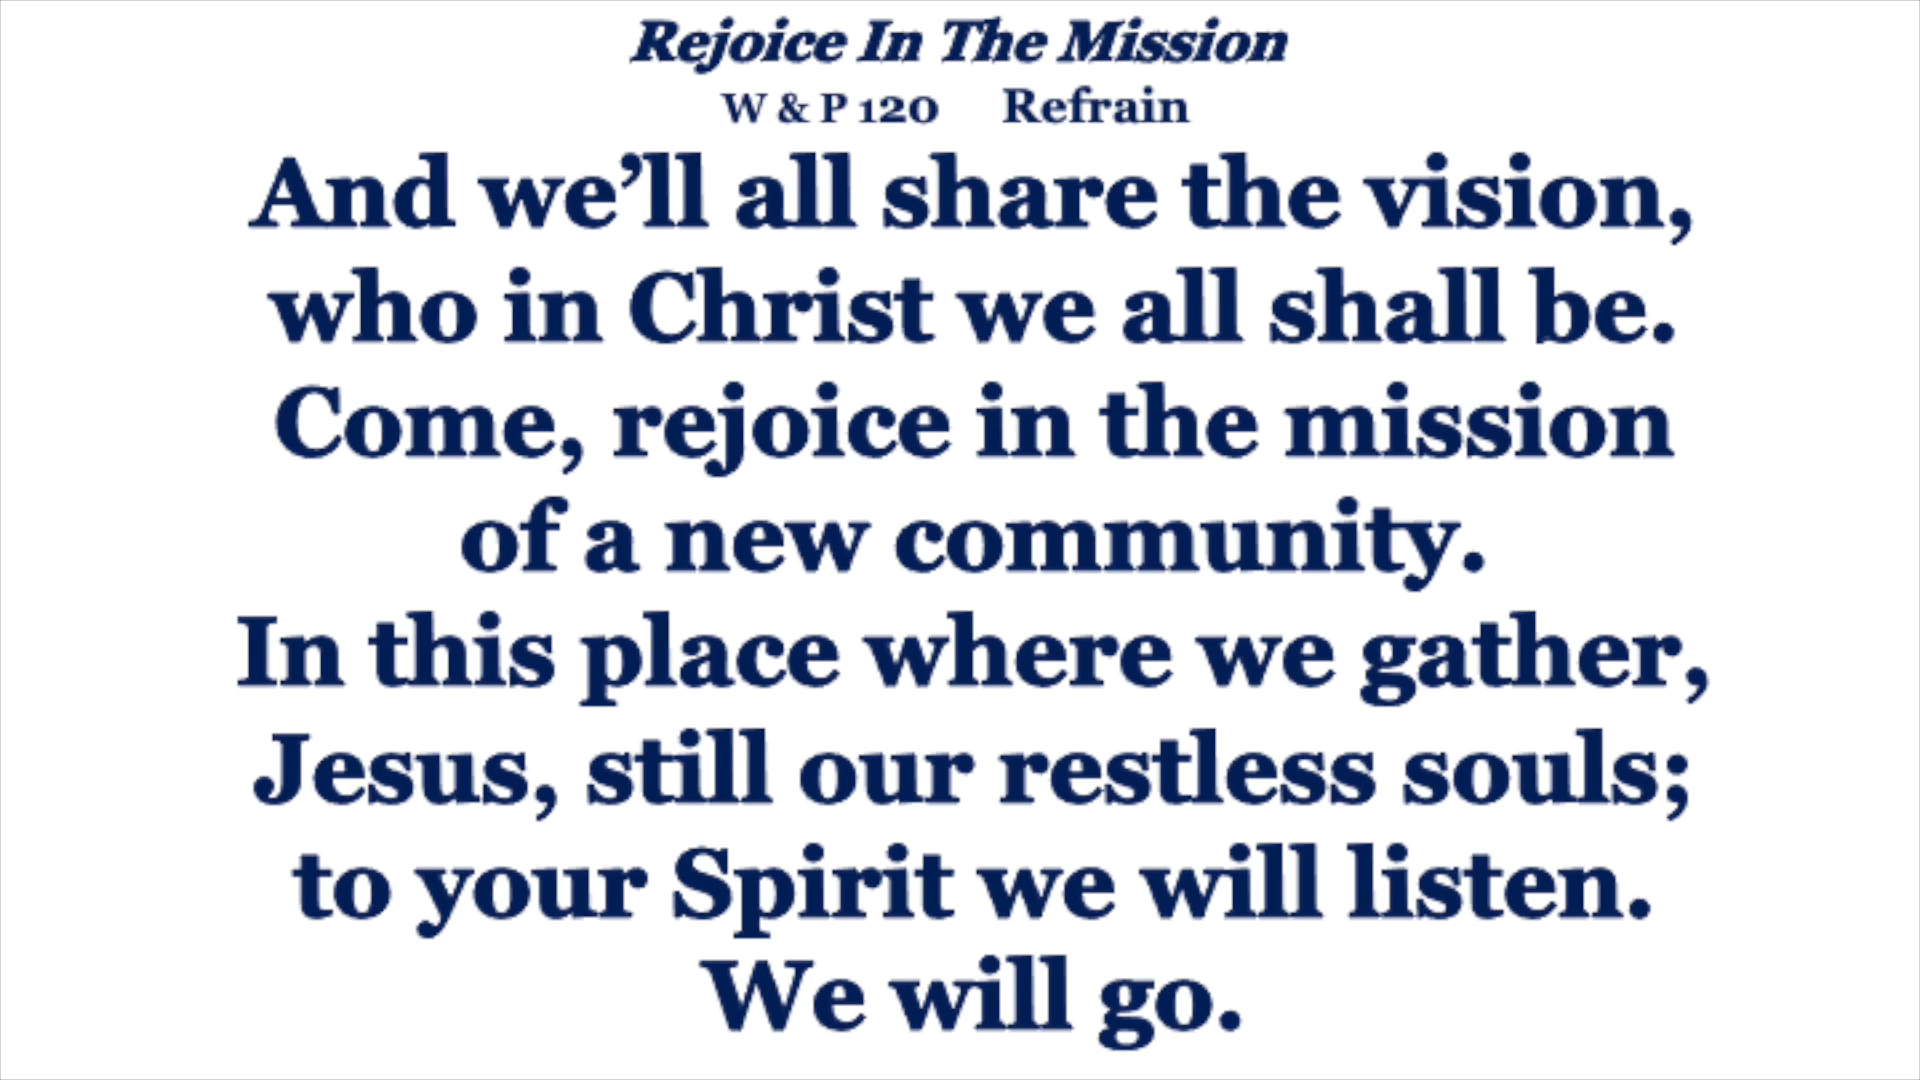 Rejoice In The Mission
W & P 120 Refrain
And we’ll all share the vision,
who in Christ we all shall be.
Come, rejoice in the mission
of a new community.
In this place where we gather,
Jesus, still our restless souls;
to your Spirit we will listen.
We will go.